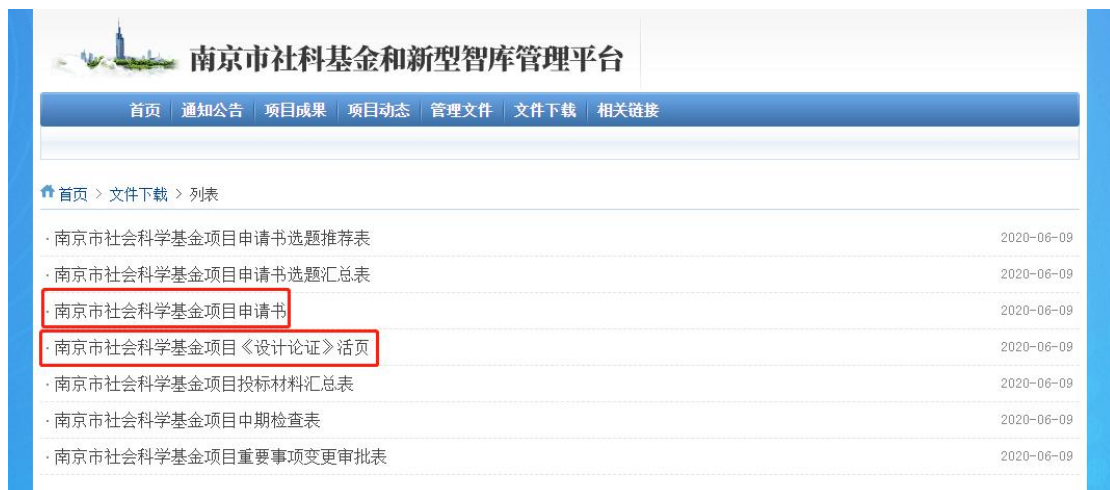 南京市社科基金和新型智库管理平台
首页 通知公告 项目成果 项目动态 管理文件 文件下载 相关链接
首页 > 文件下载 > 列表
· 南京市社会科学基金项目申请书选题推荐表 2020-06-09
· 南京市社会科学基金项目申请书选题汇总表 2020-06-09
· 南京市社会科学基金项目申请书 2020-06-09
· 南京市社会科学基金项目《设计论证》活页 2020-06-09
· 南京市社会科学基金项目投标材料汇总表 2020-06-09
· 南京市社会科学基金项目中期检查表 2020-06-09
· 南京市社会科学基金项目重要事项变更审批表 2020-06-09